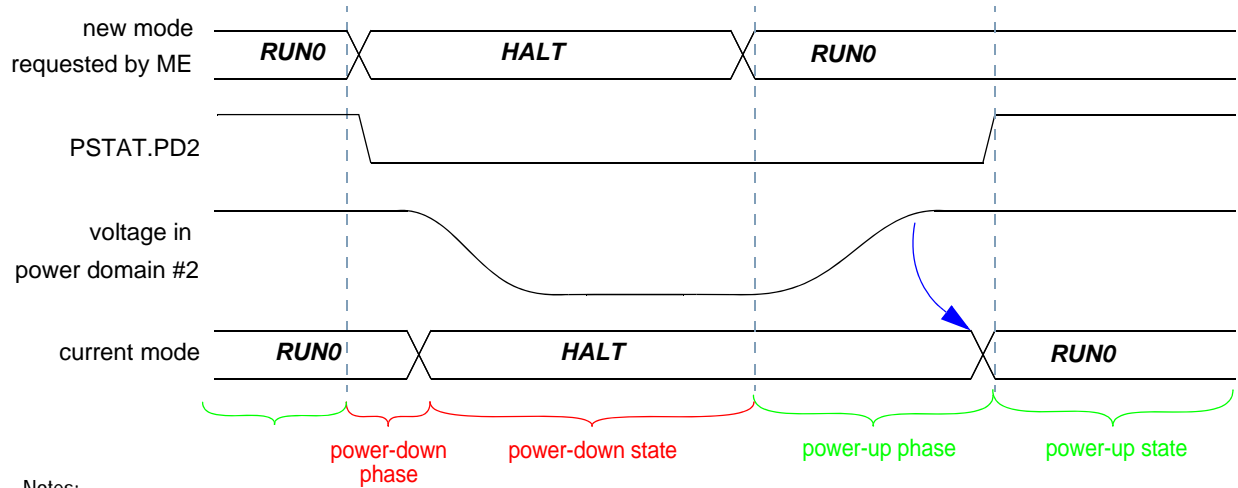 new mode
requested by ME
RUN0
HALT
RUN0
PSTAT.PD2
voltage in
power domain #2
current mode
RUN0
HALT
RUN0
power-down
phase
power-down state
power-up phase
power-up state
Notes: